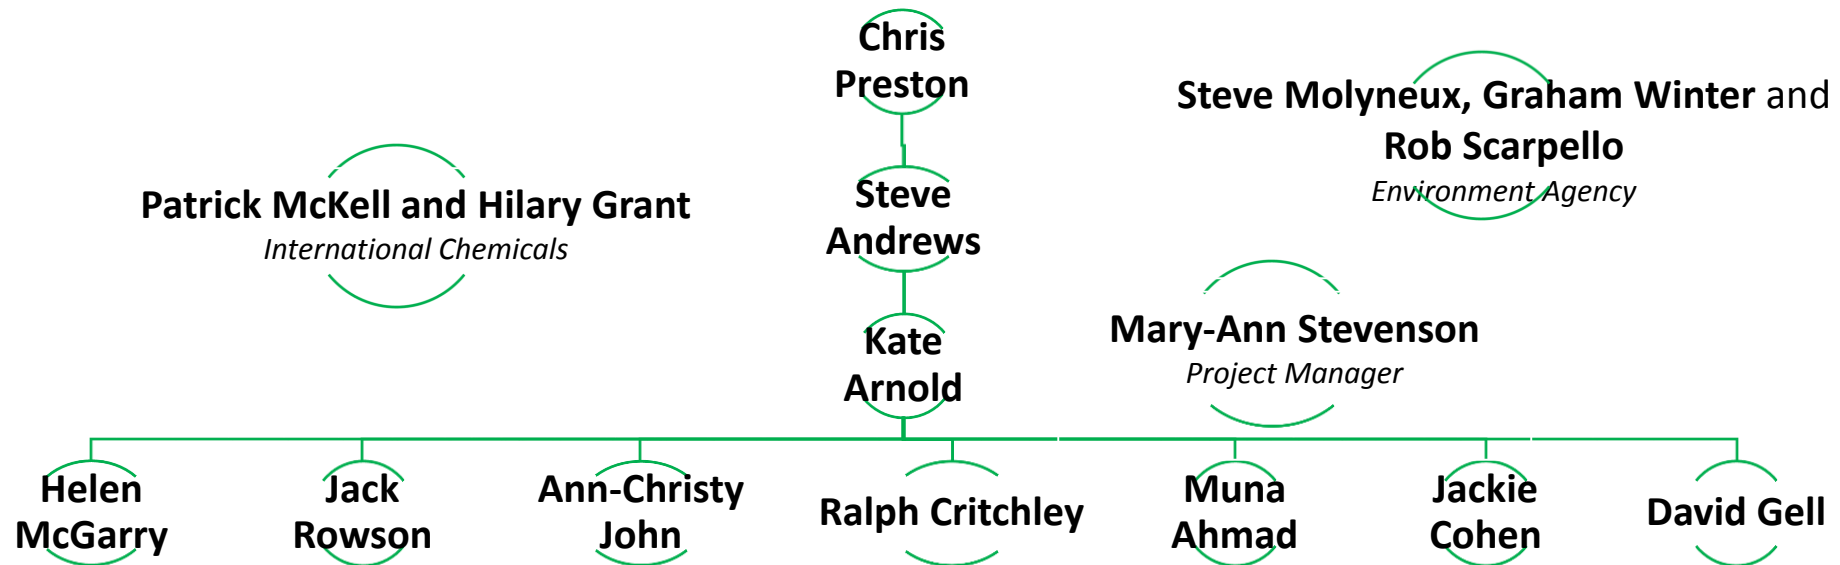 Chris
Preston
Steve Molyneux, Graham Winter and
Rob Scarpello
Environment Agency
Patrick McKell and Hilary Grant
International Chemicals
Steve
Andrews
Mary-Ann Stevenson
Project Manager
Kate
Arnold
Helen
McGarry
Jack
Rowson
Ann-Christy
John
Ralph Critchley
Muna
Ahmad
Jackie
Cohen
David Gell